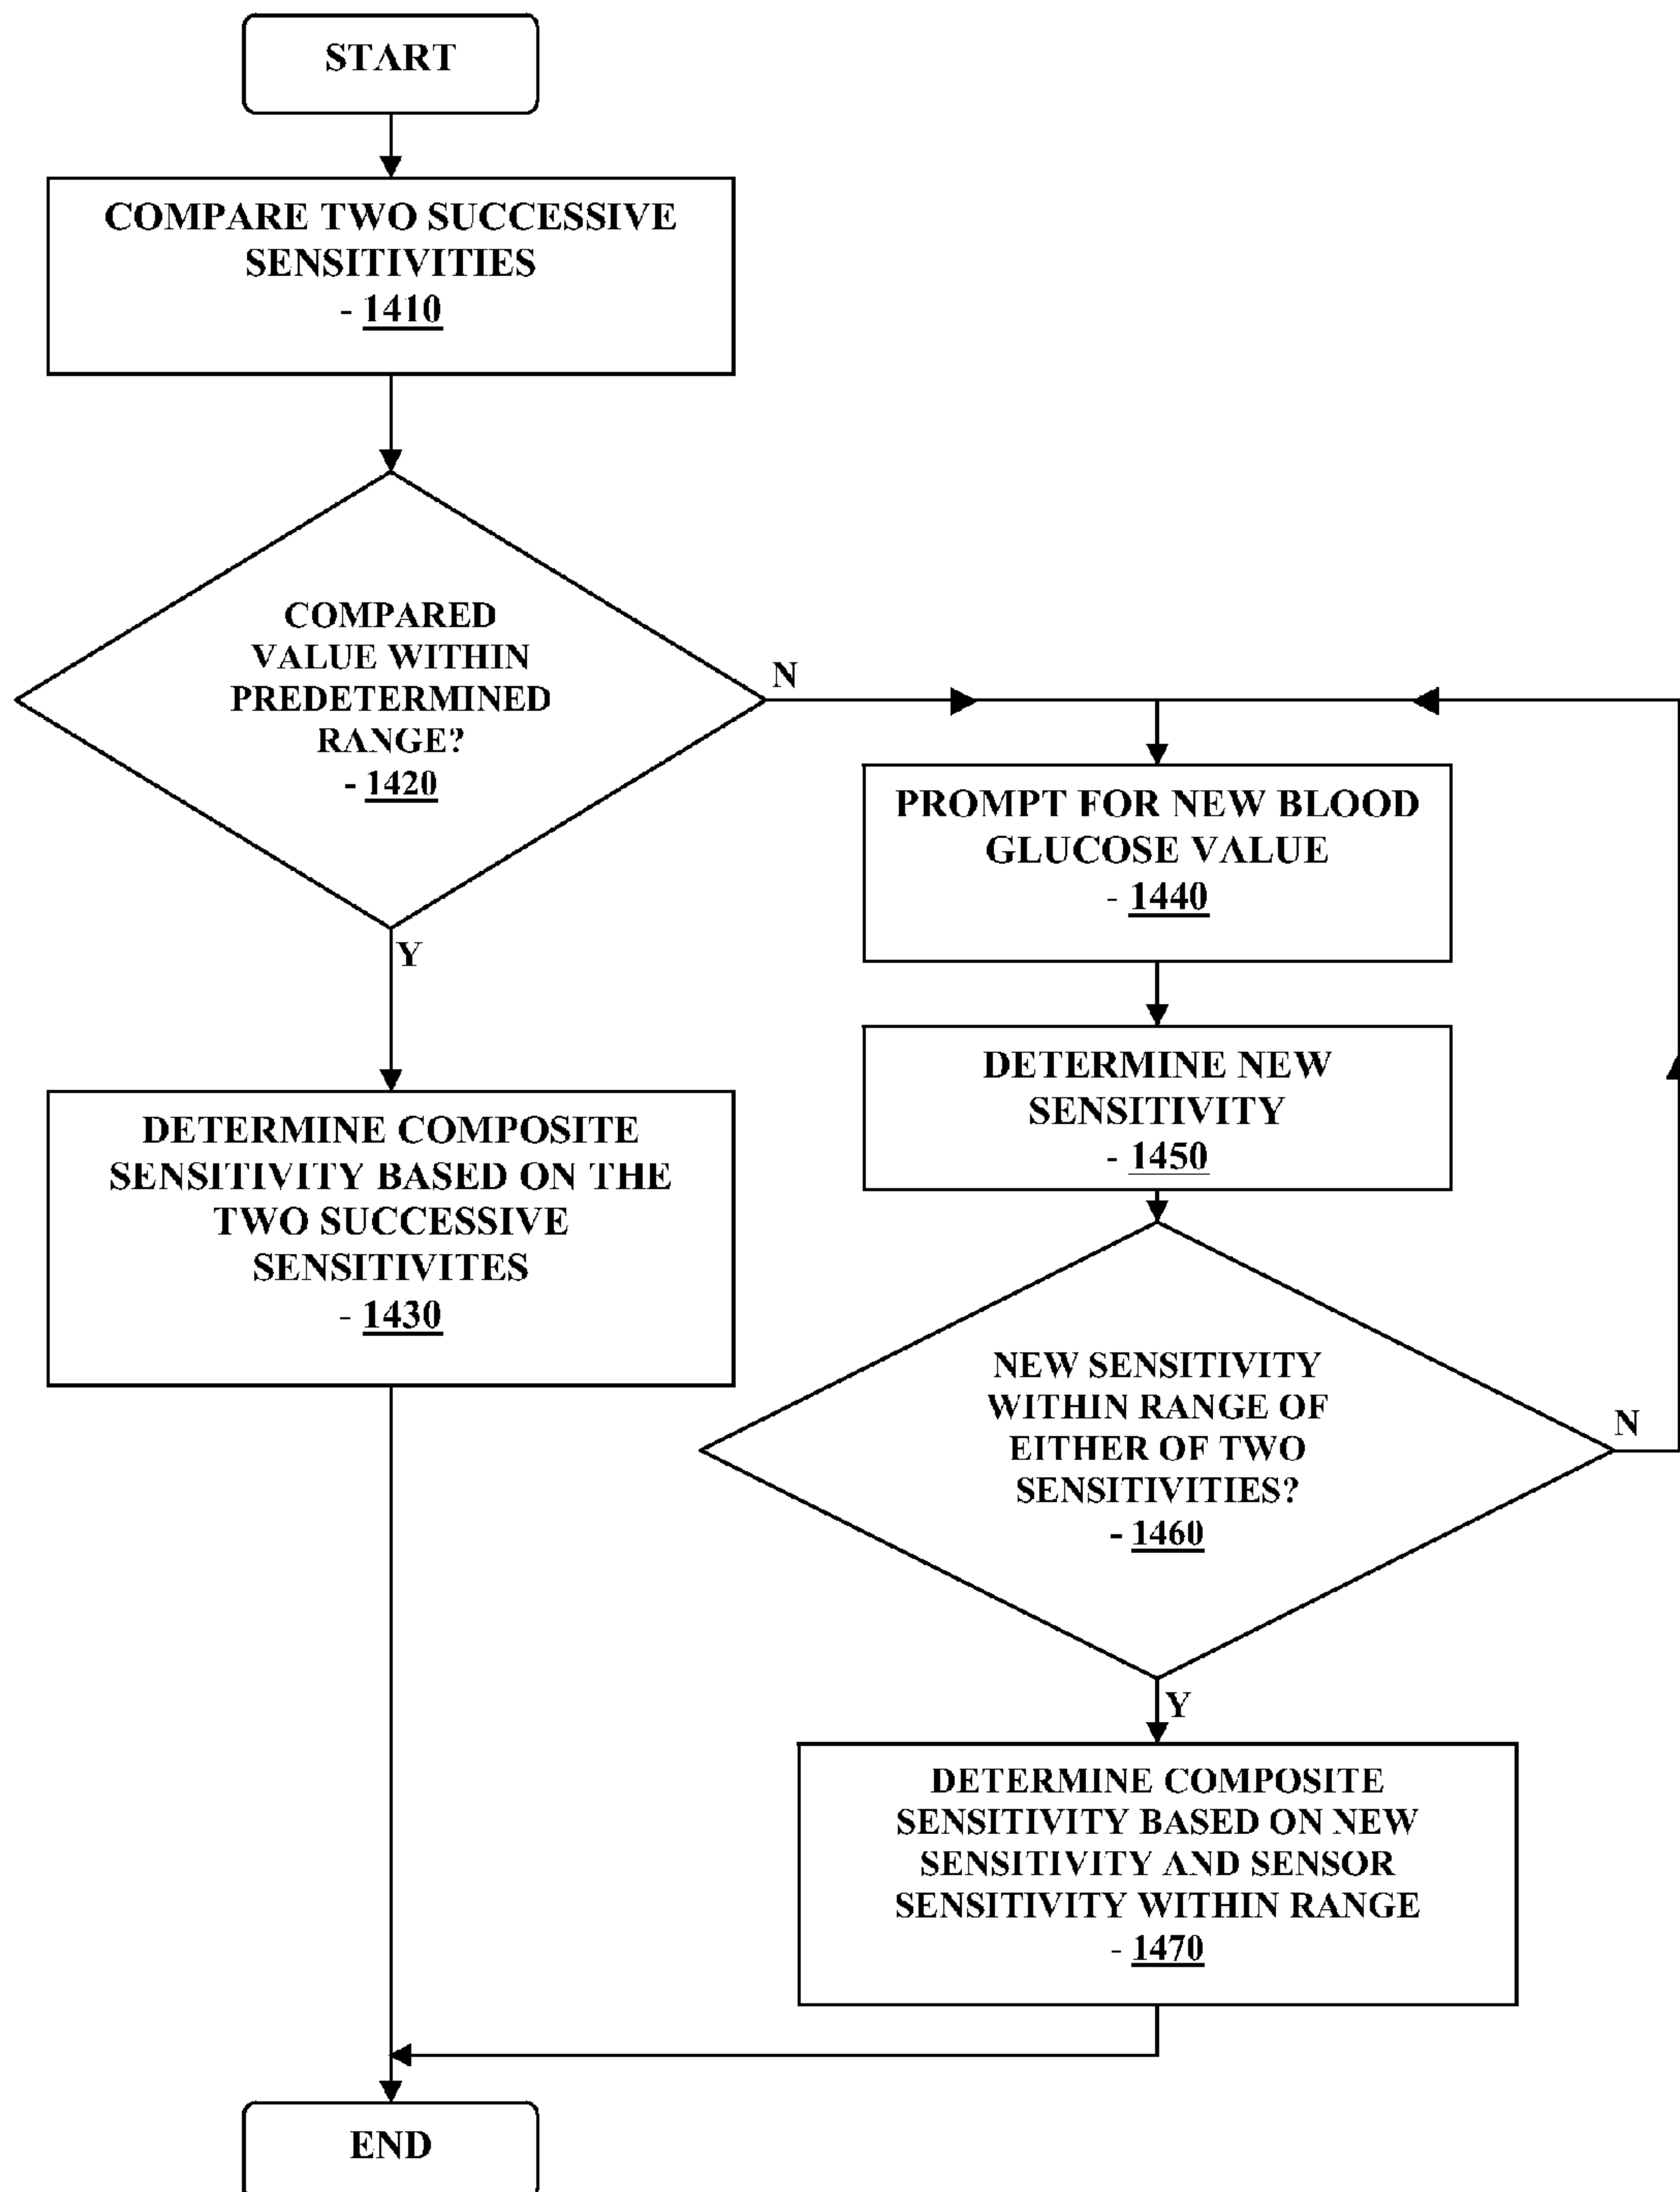 START
COMPARE TWO SUCCESSIVE
SENSITIVITIES
- 1410
COMPARED
VALUE WITHIN
PREDETERMINED
RANGE?
- 1420
N
Y
DETERMINE COMPOSITE
SENSITIVITY BASED ON THE
TWO SUCCESSIVE
SENSITIVITES
- 1430
PROMPT FOR NEW BLOOD
GLUCOSE VALUE
- 1440
DETERMINE NEW
SENSITIVITY
- 1450
NEW SENSITIVITY
WITHIN RANGE OF
EITHER OF TWO
SENSITIVITIES?
- 1460
N
Y
DETERMINE COMPOSITE
SENSITIVITY BASED ON NEW
SENSITIVITY AND SENSOR
SENSITIVITY WITHIN RANGE
- 1470
END